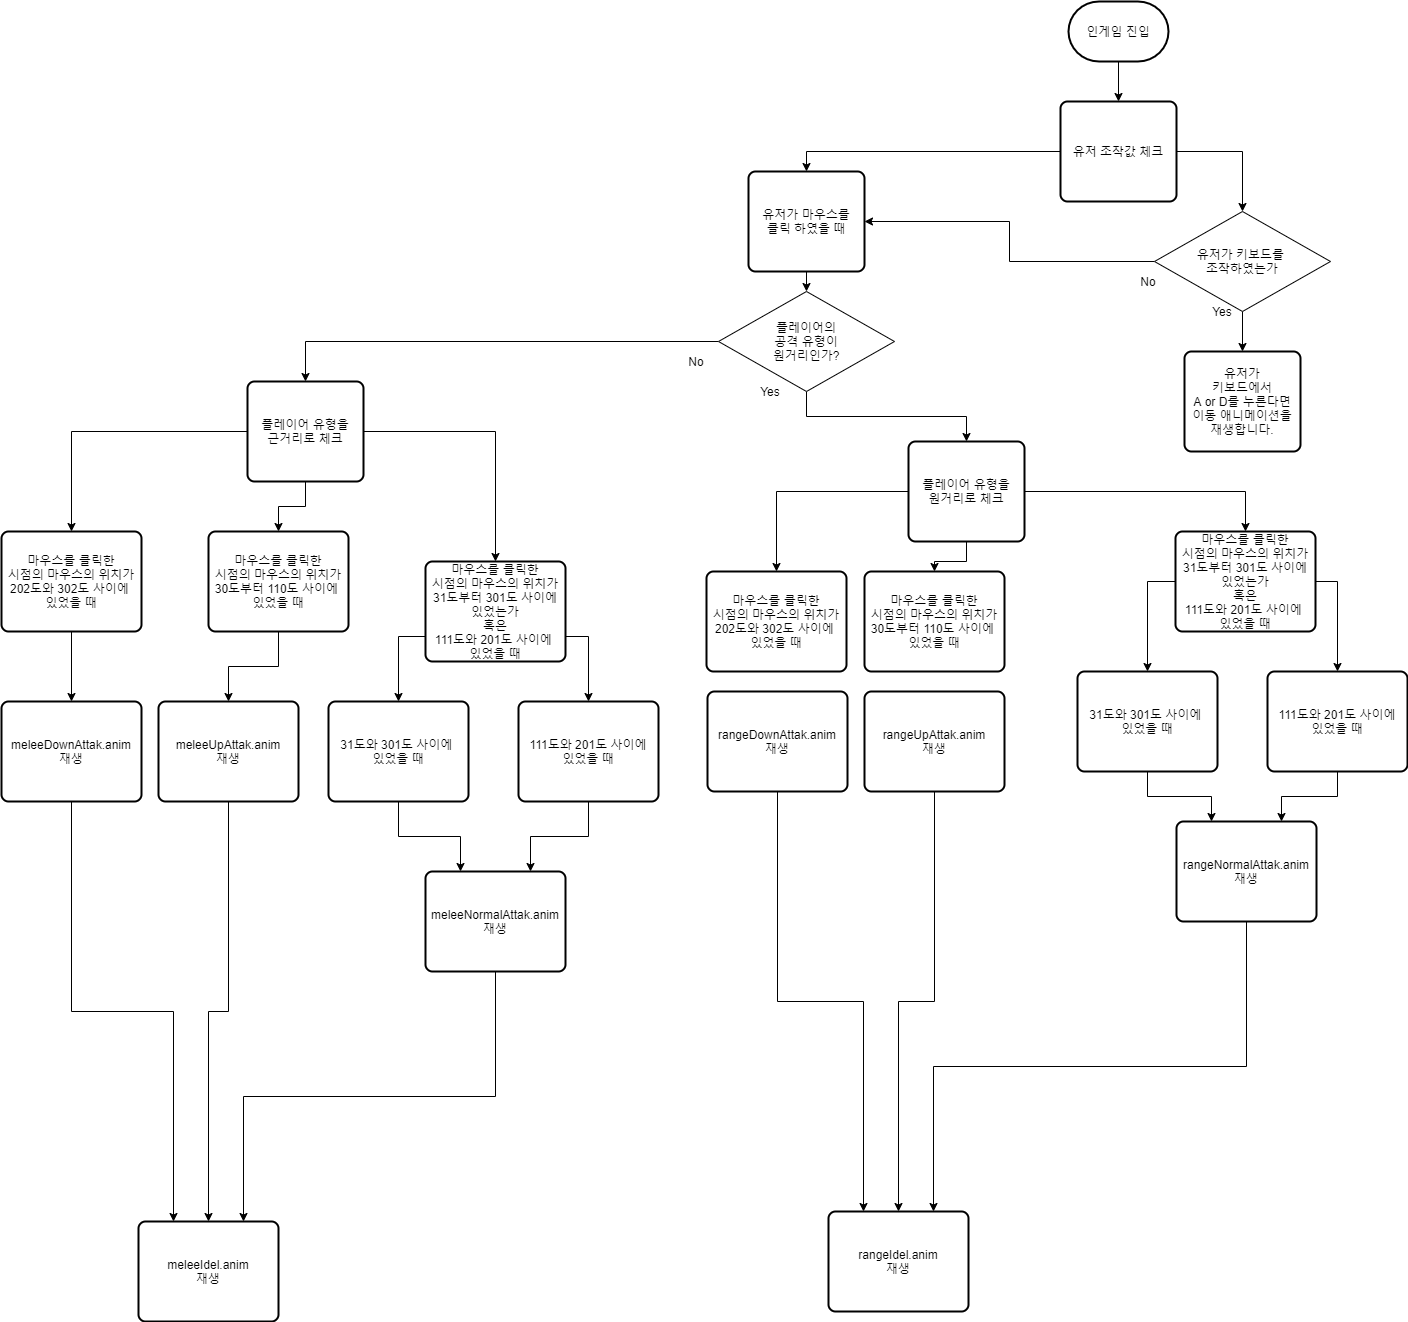 인게임 진입
유저 조작값 체크
유저가 마우스를
클릭 하였을 때
유저가 키보드를
조작하였는가
No
Yes
플레이어의
공격 유형이
원거리인가?
No
Yes
유저가
키보드에서
A or D를 누른다면
이동 애니메이션을
재생합니다.
플레이어 유형을
근거리로 체크
플레이어 유형을
원거리로 체크
마우스를 클릭한
시점의 마우스의 위치가
202도와 302도 사이에
있었을 때
마우스를 클릭한
시점의 마우스의 위치가
30도부터 110도 사이에
있었을 때
마우스를 클릭한
시점의 마우스의 위치가
31도부터 301도 사이에
있었는가
혹은
111도와 201도 사이에
있었을 때
마우스를 클릭한
시점의 마우스의 위치가
202도와 302도 사이에
있었을 때
마우스를 클릭한
시점의 마우스의 위치가
30도부터 110도 사이에
있었을 때
마우스를 클릭한
시점의 마우스의 위치가
31도부터 301도 사이에
있었는가
혹은
111도와 201도 사이에
있었을 때
meleeDownAttak.anim
재생
meleeUpAttak.anim
재생
31도와 301도 사이에
있었을 때
111도와 201도 사이에
있었을 때
rangeDownAttak.anim
재생
rangeUpAttak.anim
재생
31도와 301도 사이에
있었을 때
111도와 201도 사이에
있었을 때
meleeNormalAttak.anim
재생
rangeNormalAttak.anim
재생
meleeIdel.anim
재생
rangeIdel.anim
재생